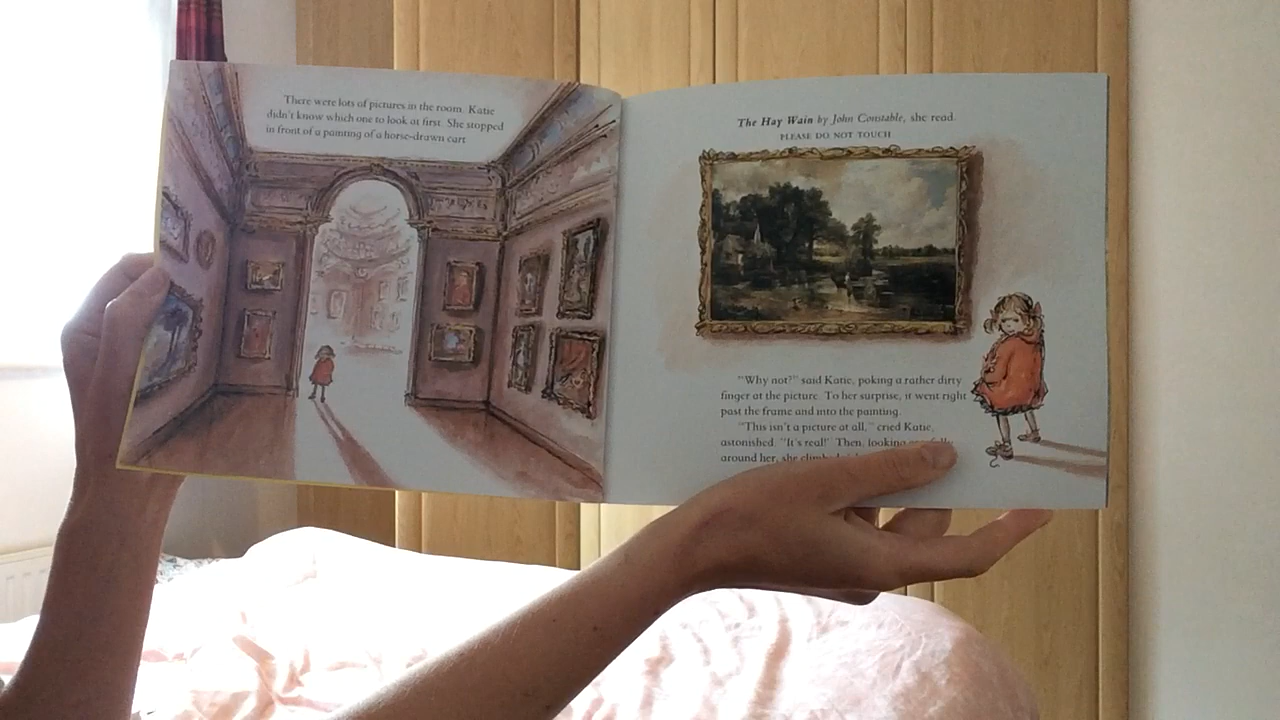 There were lots of pictures in the room. Katie
didn't know which one to look at first. She stopped
in front of a painting of a horse-drawn cart
The Hay Wain by John Constable, she read.
PLEASE DO NOT TOUCH
"Why not?" said Katie, poking a rather dirty
finger at the picture. To her surprise, it went right
past the frame and into the painting.
"This isn't a picture at all," cried Katie,
astonished. "It's real!" Then, looking
around her, she